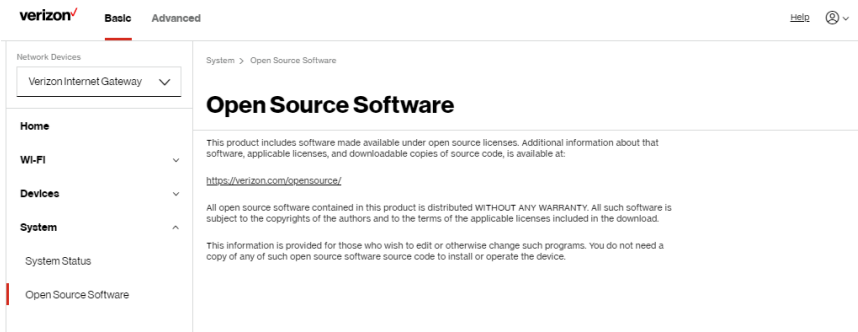 verizon✓
Basic
Advanced
Help
Network Devices
Verizon Internet Gateway
Home
Wi-Fi
Devices
System
System Status
Open Source Software
System > Open Source Software
Open Source Software
This product includes software made available under open source licenses. Additional information about that
software, applicable licenses, and downloadable copies of source code, is available at:
https://verizon.com/opensource/
All open source software contained in this product is distributed WITHOUT ANY WARRANTY. All such software is
subject to the copyrights of the authors and to the terms of the applicable licenses included in the download.
This information is provided for those who wish to edit or otherwise change such programs. You do not need a
copy of any of such open source software source code to install or operate the device.